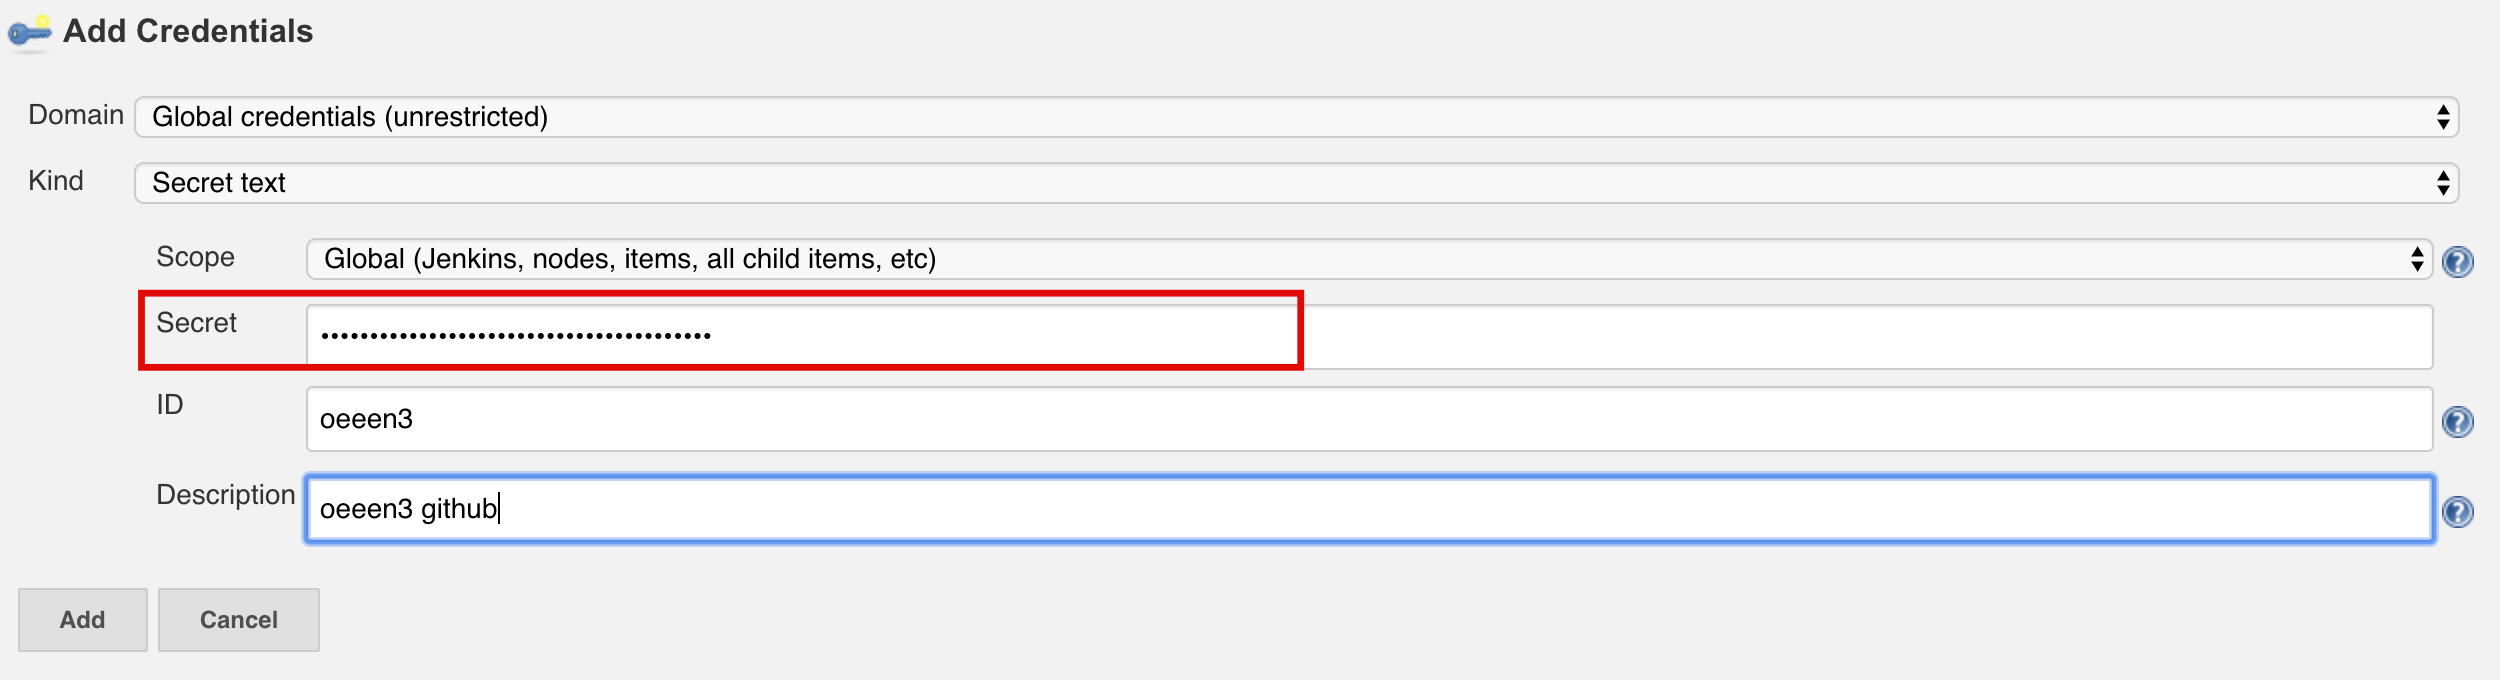 Add Credentials
Domain Global credentials (unrestricted)
Kind Secret text
Scope Global (Jenkins, nodes, items, all child items, etc)
Secret ••••••••••••••••••••••••••••••••••••••••
ID oeeen3
Description oeeen3 github
Add Cancel